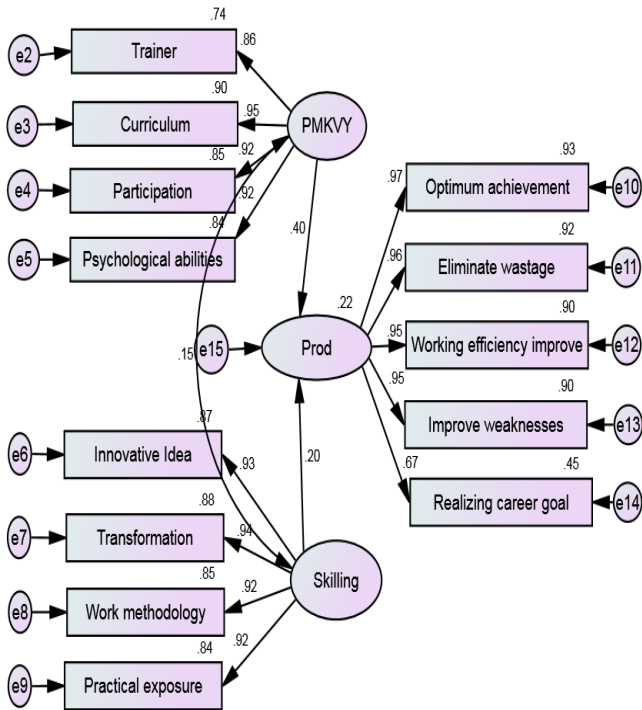 .74
.86
e2
Trainer
.90
.95
e3
Curriculum
PMKVY
.85
.92
e4
Participation
.92
.84
e5
Psychological abilities
.40
.93
.97
Optimum achievement
e10
.92
.96
Eliminate wastage
e11
.22
.90
.15
e15
Prod
.95
Working efficiency improve
e12
.90
.95
Improve weaknesses
e13
.67
.45
Realizing career goal
e14
.20
.87
.93
e6
Innovative Idea
.88
.94
e7
Transformation
Skilling
.85
.92
e8
Work methodology
.92
.84
e9
Practical exposure